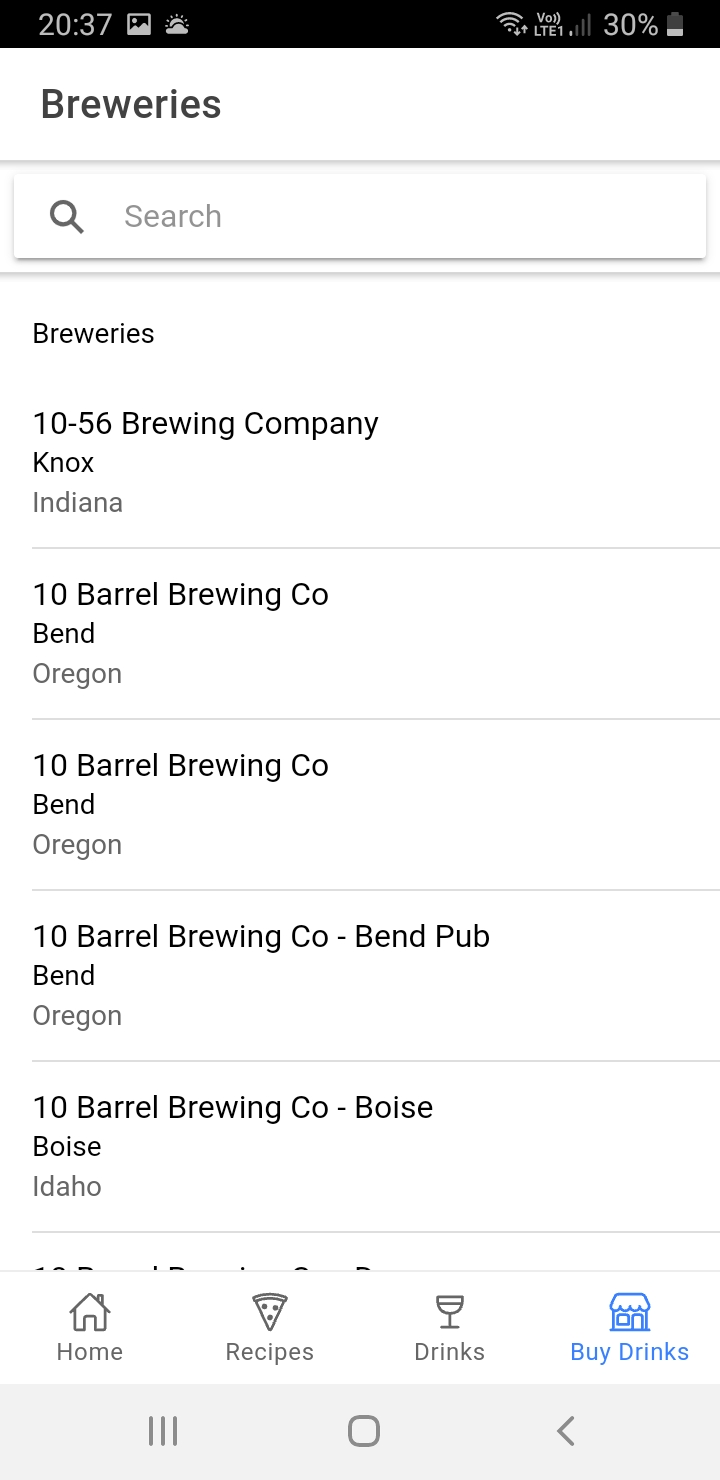 20:37 Vo)) LTE1 30%
Breweries
Search
Breweries
10-56 Brewing Company
Knox
Indiana
10 Barrel Brewing Co
Bend
Oregon
10 Barrel Brewing Co
Bend
Oregon
10 Barrel Brewing Co - Bend Pub
Bend
Oregon
10 Barrel Brewing Co - Boise
Boise
Idaho
Home Recipes Drinks Buy Drinks